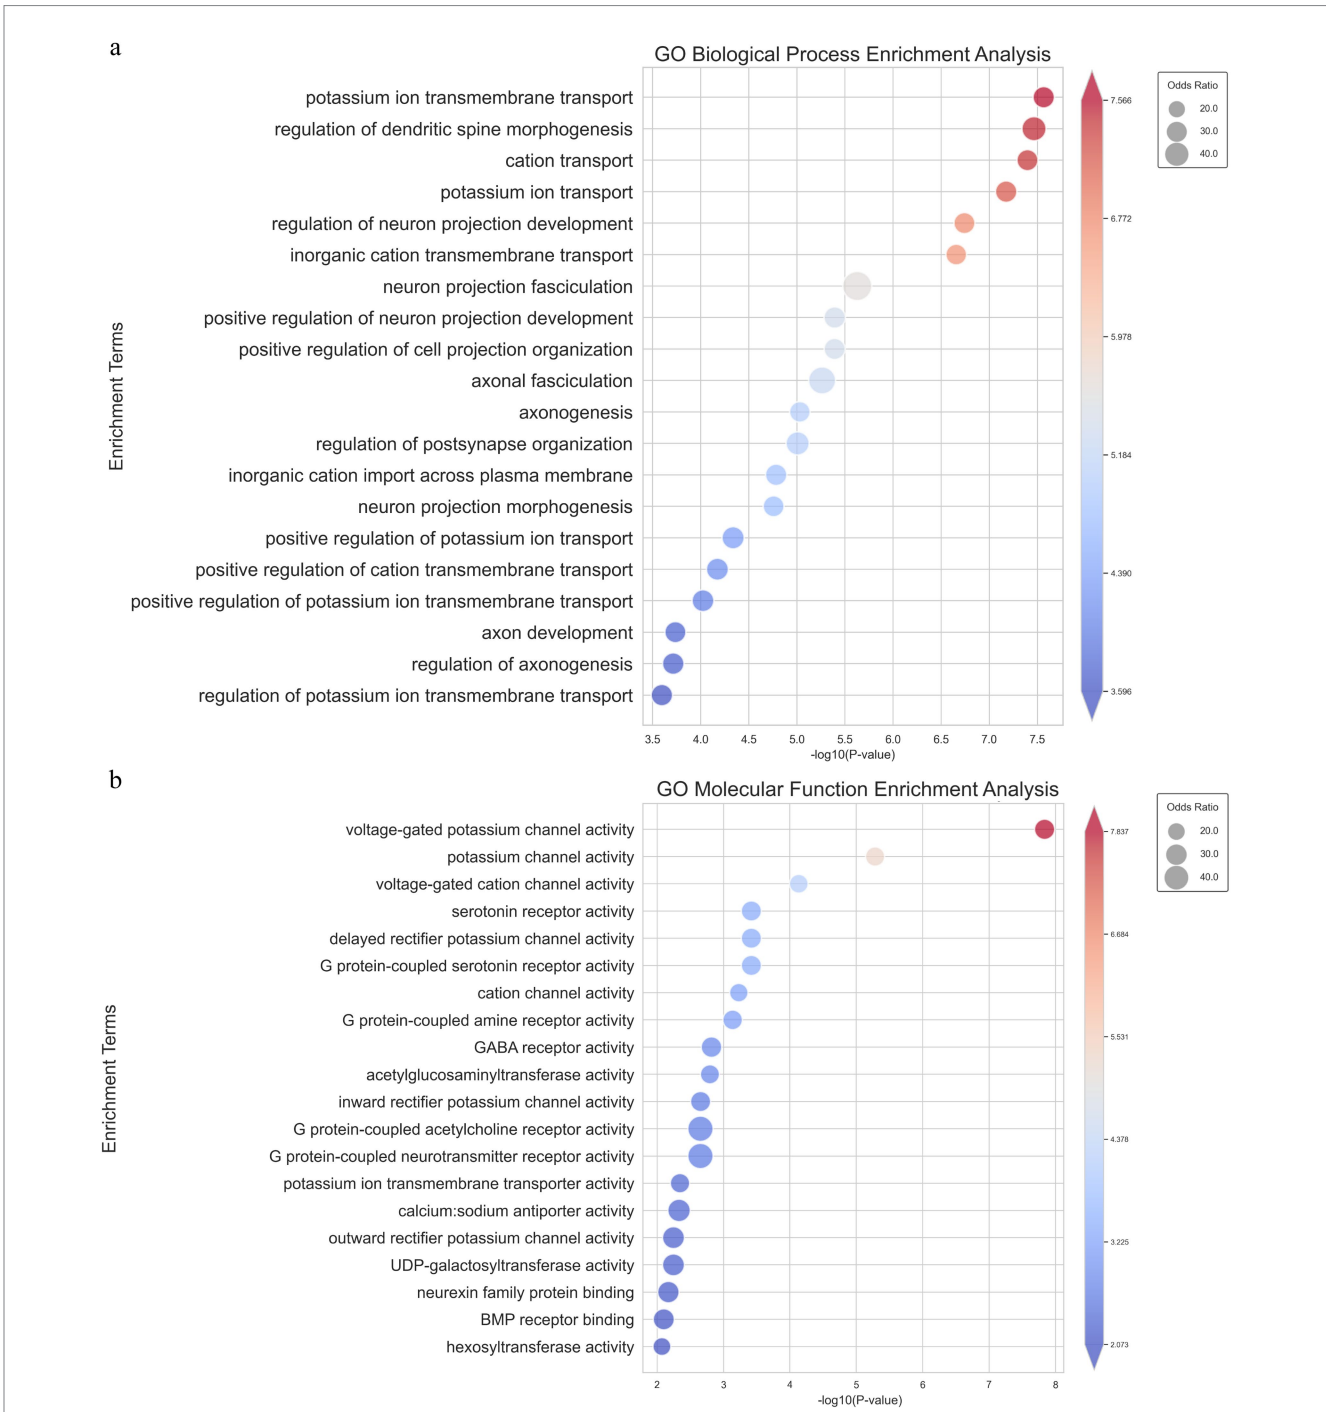 a
GO Biological Process Enrichment Analysis
potassium ion transmembrane transport
regulation of dendritic spine morphogenesis
cation transport
potassium ion transport
regulation of neuron projection development
inorganic cation transmembrane transport
neuron projection fasciculation
positive regulation of neuron projection development
positive regulation of cell projection organization
axonal fasciculation
axonogenesis
regulation of postsynapse organization
inorganic cation import across plasma membrane
neuron projection morphogenesis
positive regulation of potassium ion transport
positive regulation of cation transmembrane transport
positive regulation of potassium ion transmembrane transport
axon development
regulation of axonogenesis
regulation of potassium ion transmembrane transport
Enrichment Terms
3.5 4.0 4.5 5.0 5.5 6.0 6.5 7.0 7.5
-log10(P-value)
7.566
6.772
5.978
5.184
4.390
3.596
Odds Ratio
20.0
30.0
40.0
b
GO Molecular Function Enrichment Analysis
voltage-gated potassium channel activity
potassium channel activity
voltage-gated cation channel activity
serotonin receptor activity
delayed rectifier potassium channel activity
G protein-coupled serotonin receptor activity
cation channel activity
G protein-coupled amine receptor activity
GABA receptor activity
acetylglucosaminyltransferase activity
inward rectifier potassium channel activity
G protein-coupled acetylcholine receptor activity
G protein-coupled neurotransmitter receptor activity
potassium ion transmembrane transporter activity
calcium:sodium antiporter activity
outward rectifier potassium channel activity
UDP-galactosyltransferase activity
neurexin family protein binding
BMP receptor binding
hexosyltransferase activity
Enrichment Terms
2 3 4 5 6 7 8
-log10(P-value)
7.837
6.684
5.531
4.378
3.225
2.073
Odds Ratio
20.0
30.0
40.0